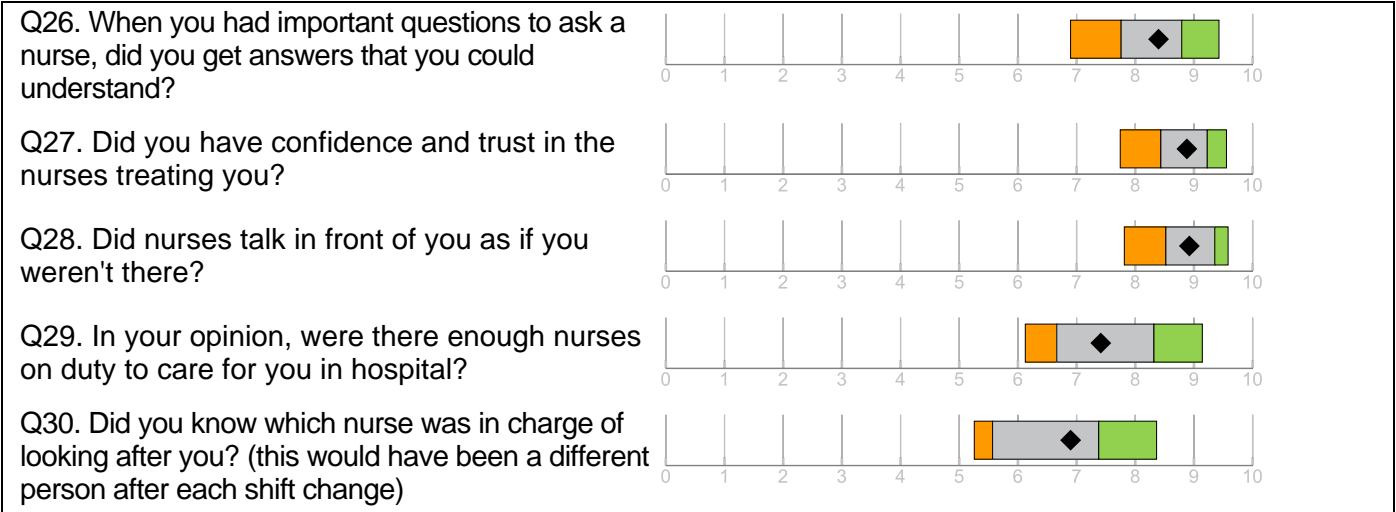 Q26. When you had important questions to ask a
nurse, did you get answers that you could
understand?
0 1 2 3 4 5 6 7 8 9 10
Q27. Did you have confidence and trust in the
nurses treating you?
0 1 2 3 4 5 6 7 8 9 10
Q28. Did nurses talk in front of you as if you
weren't there?
0 1 2 3 4 5 6 7 8 9 10
Q29. In your opinion, were there enough nurses
on duty to care for you in hospital?
0 1 2 3 4 5 6 7 8 9 10
Q30. Did you know which nurse was in charge of
looking after you? (this would have been a different
person after each shift change)
0 1 2 3 4 5 6 7 8 9 10